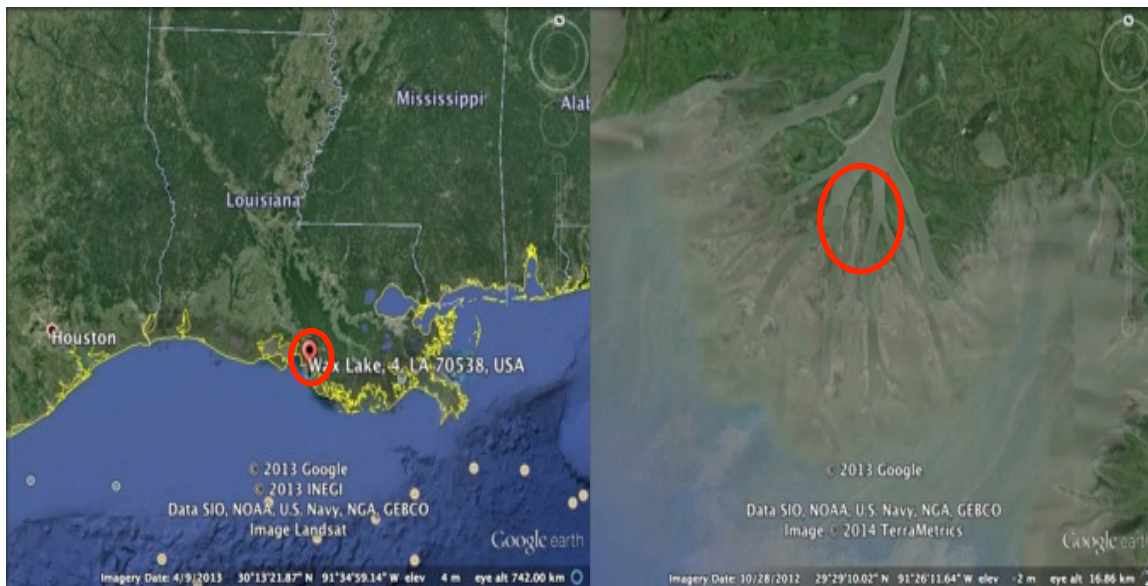 Mississippi
Alab
Louisiana
Houston
Wax Lake, 4, LA 70538, USA
© 2013 Google
© 2013 INEGI
Data SIO, NOAA, U.S. Navy, NGA, GEBCO
Image Landsat
Google earth
Imagery Date: 4/9/2013 30°13'21.87" N 91°34'59.14" W elev 4 m eye alt 742.00 km
© 2013 Google
Data SIO, NOAA, U.S. Navy, NGA, GEBCO
Image © 2014 TerraMetrics
Google earth
Imagery Date: 10/28/2012 29°29'10.02" N 91°26'11.64" W elev -2 m eye alt 16.86 km